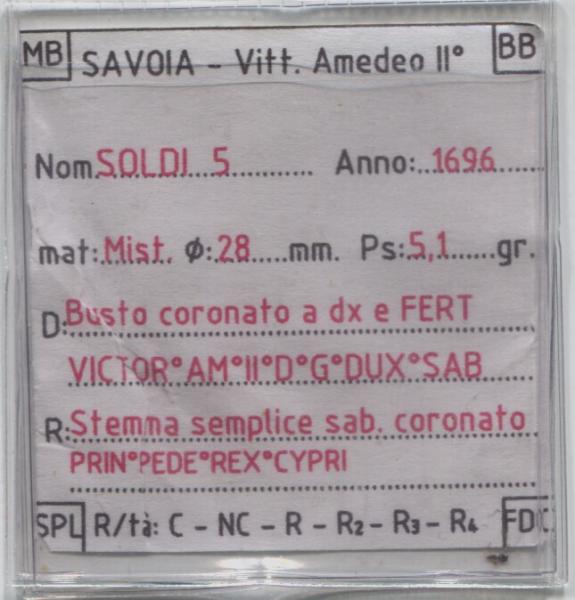 MB SAVOIA - Vitt. Amedeo II° BB
Nom.SOLDI 5 Anno: 1696
mat: Mist. ϕ: 28 mm. Ps: 5,1 gr.
D: Busto coronato a dx e FERT
VICTOR°AM°II°D°G°DUX°SAB
R: Stemma semplice sab. coronato
PRIN°PEDE°REX°CYPRI
SPL R/tà: C - NC - R - R2 - R3 - R4 FDC